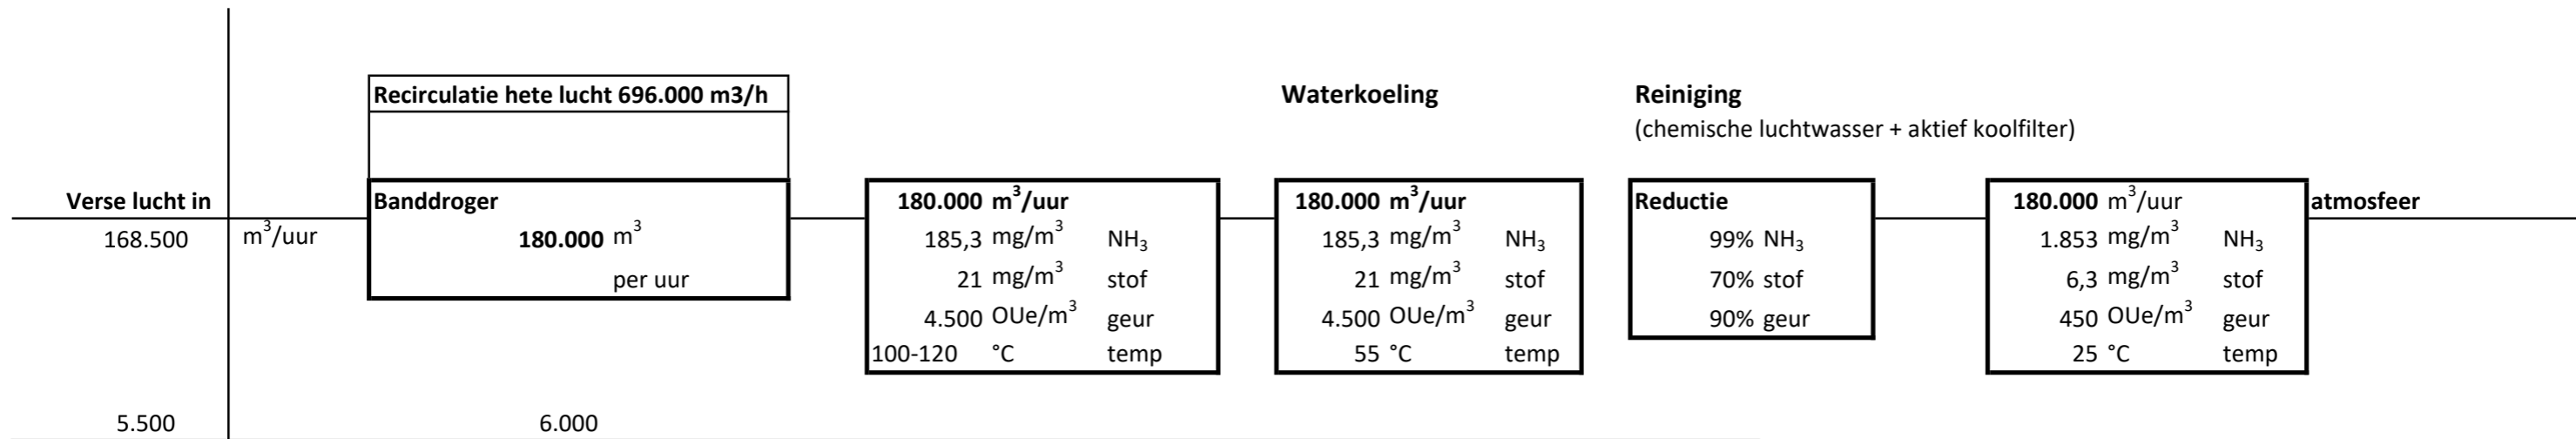 Recirculatie hete lucht 696.000 m3/h
Waterkoeling
Reiniging
(chemische luchtwasser + aktief koolfilter)
Verse lucht in
168.500 m³/uur
Banddroger
180.000 m³
per uur
180.000 m³/uur
185,3 mg/m³ NH₃
21 mg/m³ stof
4.500 OUe/m³ geur
100-120 °C temp
180.000 m³/uur
185,3 mg/m³ NH₃
21 mg/m³ stof
4.500 OUe/m³ geur
55 °C temp
Reductie
99% NH₃
70% stof
90% geur
180.000 m³/uur
1.853 mg/m³ NH₃
6,3 mg/m³ stof
450 OUe/m³ geur
25 °C temp
atmosfeer
5.500 6.000